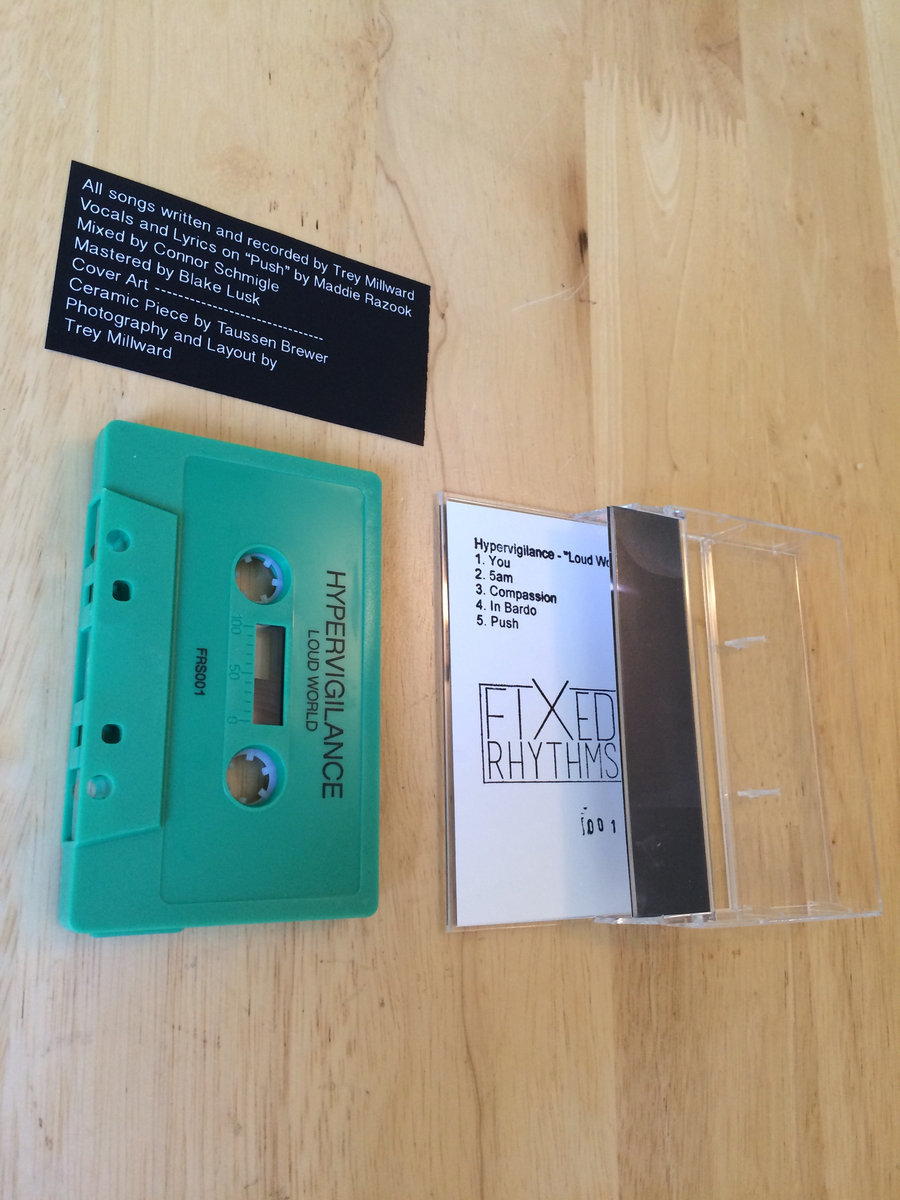 All songs written and recorded by Trey Millward
Vocals and Lyrics on “Push” by Maddie Razook
Mixed by Connor Schmigle
Mastered by Blake Lusk
Cover Art -----------------------------
Ceramic Piece by Taussen Brewer
Photography and Layout by
Trey Millward
HYPERVIGILANCE
LOUD WORLD
FRS001
100 50 0
Hypervigilance - "Loud Wo
1. You
2. 5am
3. Compassion
4. In Bardo
5. Push
FIXED
RHYTHMS
001